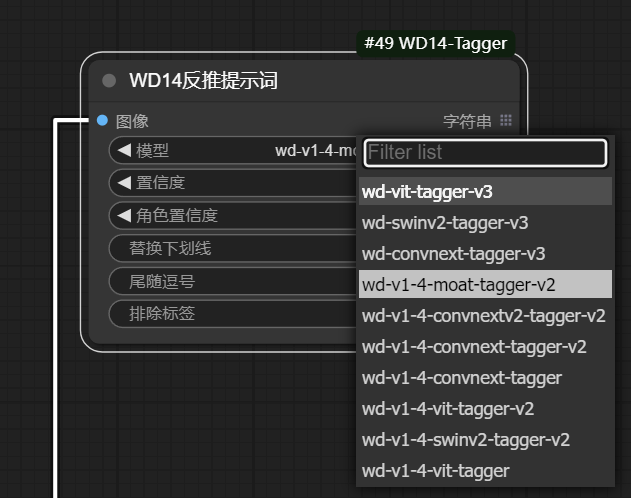 #49 WD14-Tagger
WD14反推提示词
图像
字符串
模型
wd-v1-4-mo
置信度
角色置信度
替换下划线
尾随逗号
排除标签
Filter list
wd-vit-tagger-v3
wd-swinv2-tagger-v3
wd-convnext-tagger-v3
wd-v1-4-moat-tagger-v2
wd-v1-4-convnextv2-tagger-v2
wd-v1-4-convnext-tagger-v2
wd-v1-4-convnext-tagger
wd-v1-4-vit-tagger-v2
wd-v1-4-swinv2-tagger-v2
wd-v1-4-vit-tagger